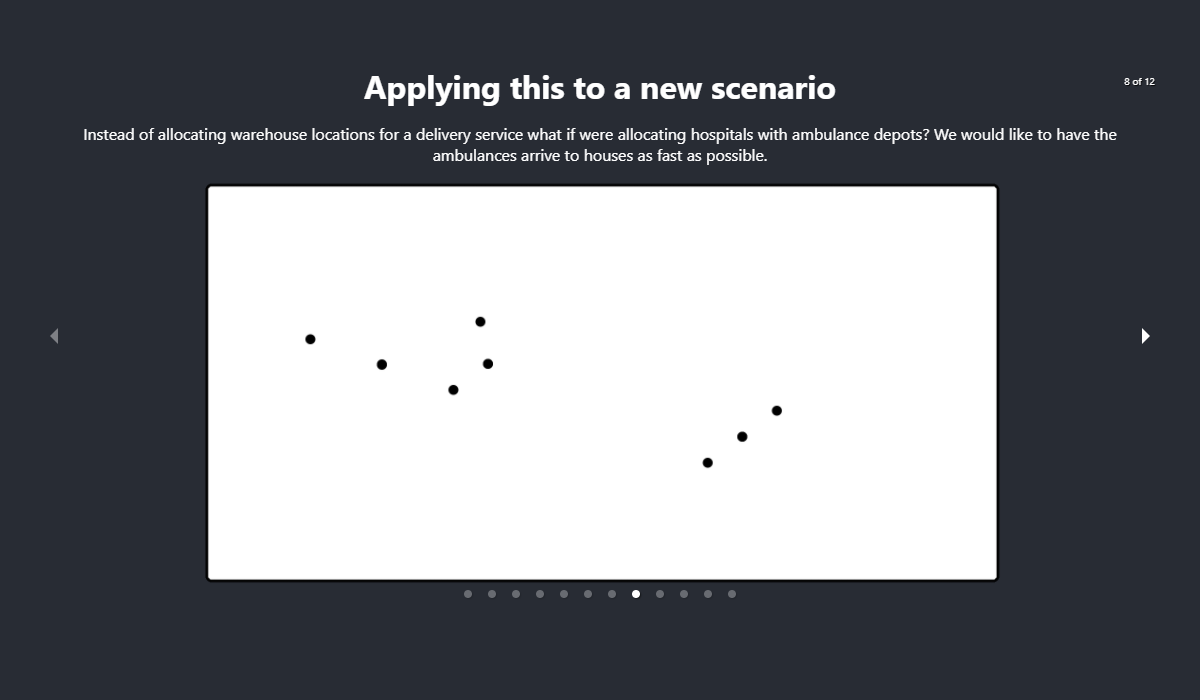 Applying this to a new scenario
8 of 12
Instead of allocating warehouse locations for a delivery service what if were allocating hospitals with ambulance depots? We would like to have the
ambulances arrive to houses as fast as possible.